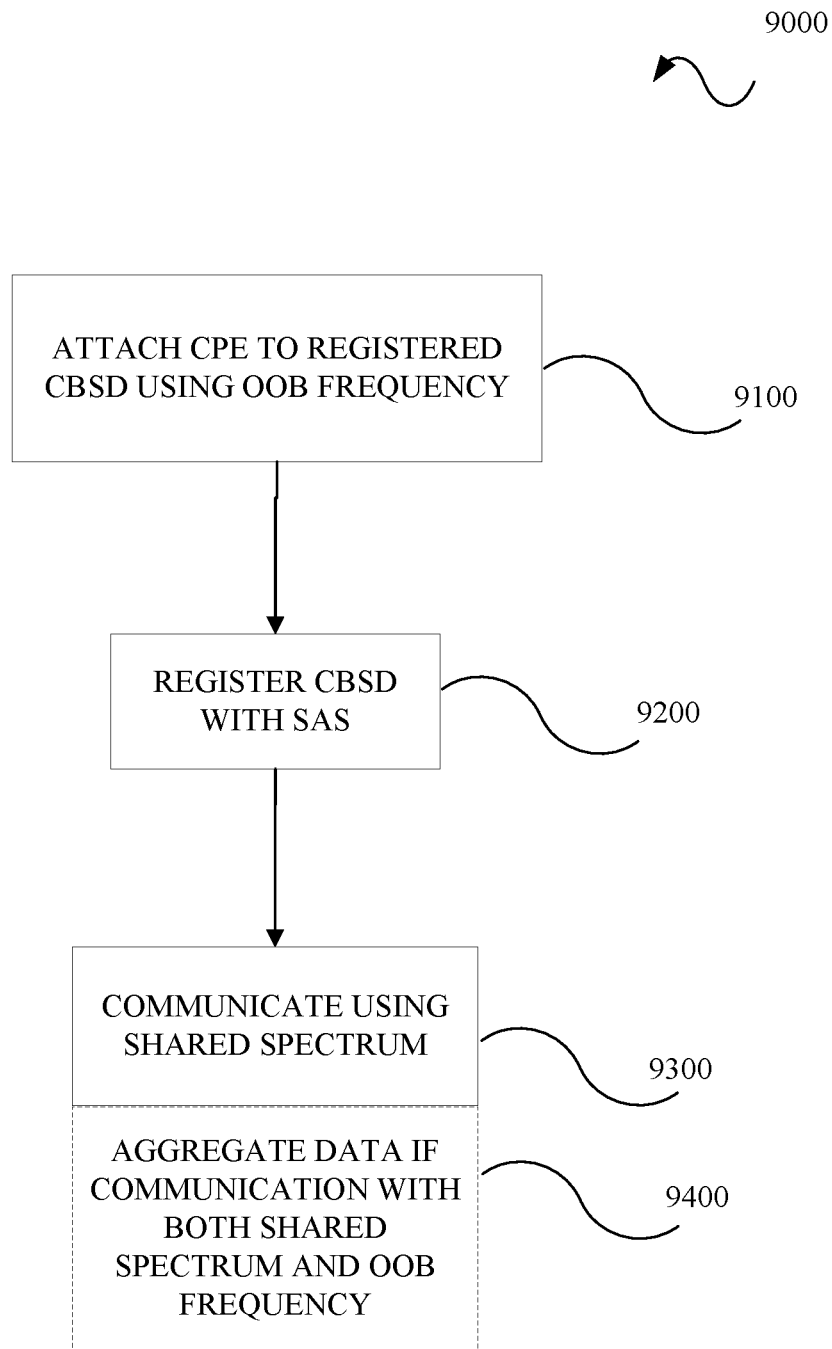 9000
ATTACH CPE TO REGISTERED
CBSD USING OOB FREQUENCY
9100
REGISTER CBSD
WITH SAS
9200
COMMUNICATE USING
SHARED SPECTRUM
9300
AGGREGATE DATA IF
COMMUNICATION WITH
BOTH SHARED
SPECTRUM AND OOB
FREQUENCY
9400